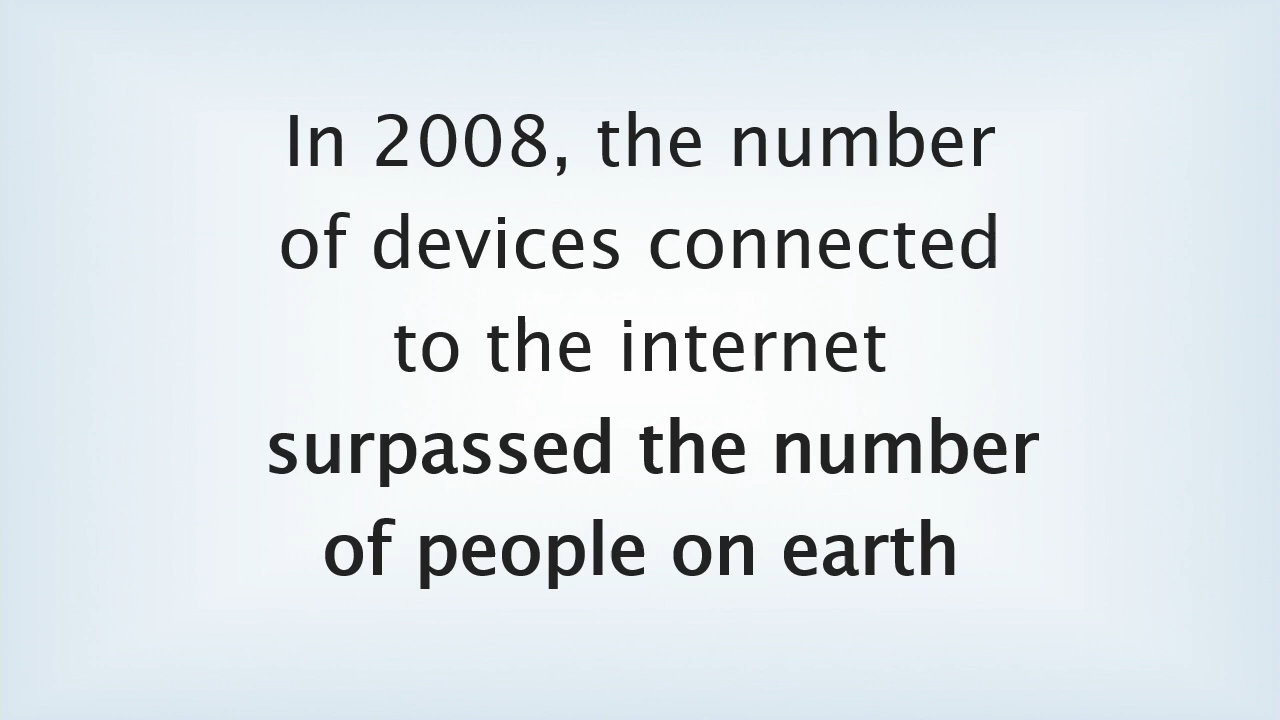 In 2008, the number
of devices connected
to the internet
surpassed the number
of people on earth